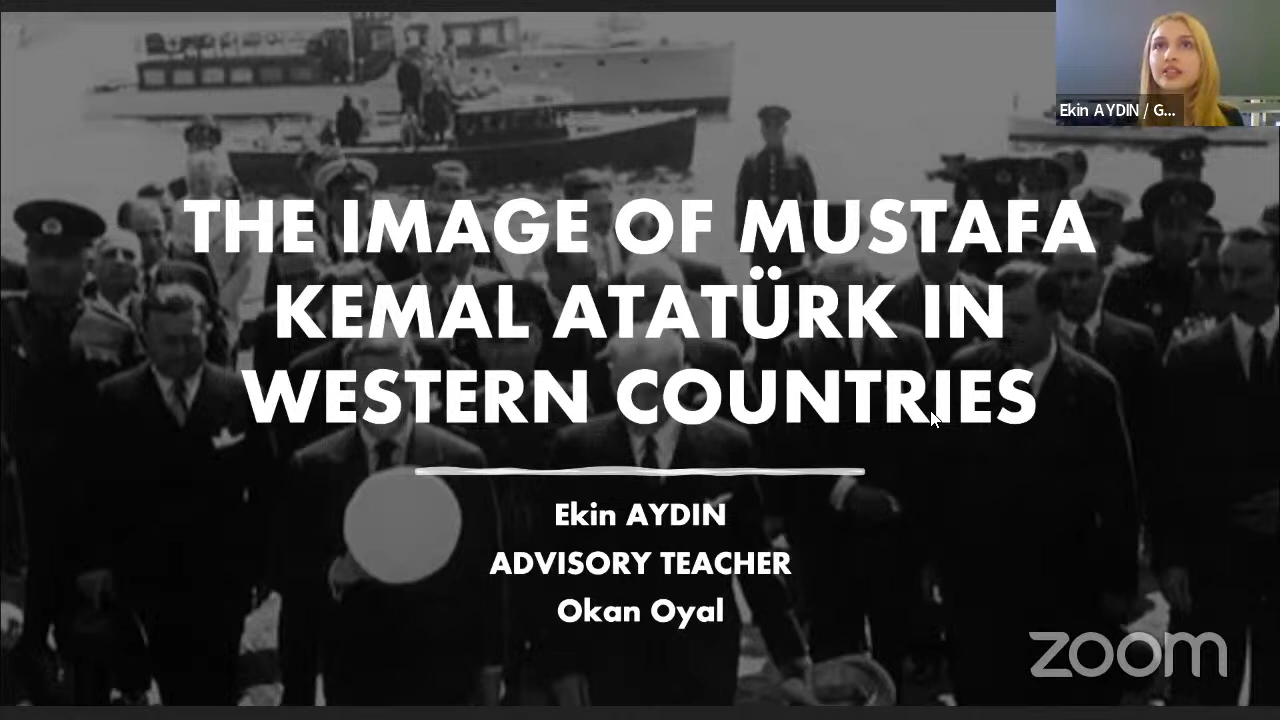 Ekin AYDIN / G...
THE IMAGE OF MUSTAFA
KEMAL ATATÜRK IN
WESTERN COUNTRIES
Ekin AYDIN
ADVISORY TEACHER
Okan Oyal
zoom